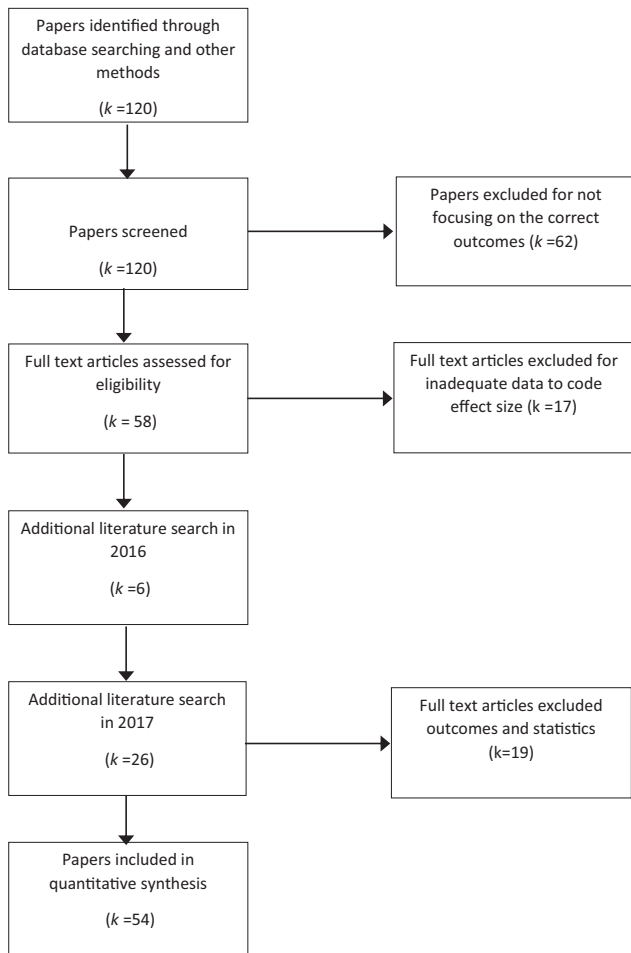 Papers identified through
database searching and other
methods
(k =120)
Papers screened
(k =120)
Papers excluded for not
focusing on the correct
outcomes (k =62)
Full text articles assessed for
eligibility
(k = 58)
Full text articles excluded for
inadequate data to code
effect size (k =17)
Additional literature search in
2016
(k =6)
Additional literature search
in 2017
(k =26)
Full text articles excluded
outcomes and statistics
(k=19)
Papers included in
quantitative synthesis
(k =54)